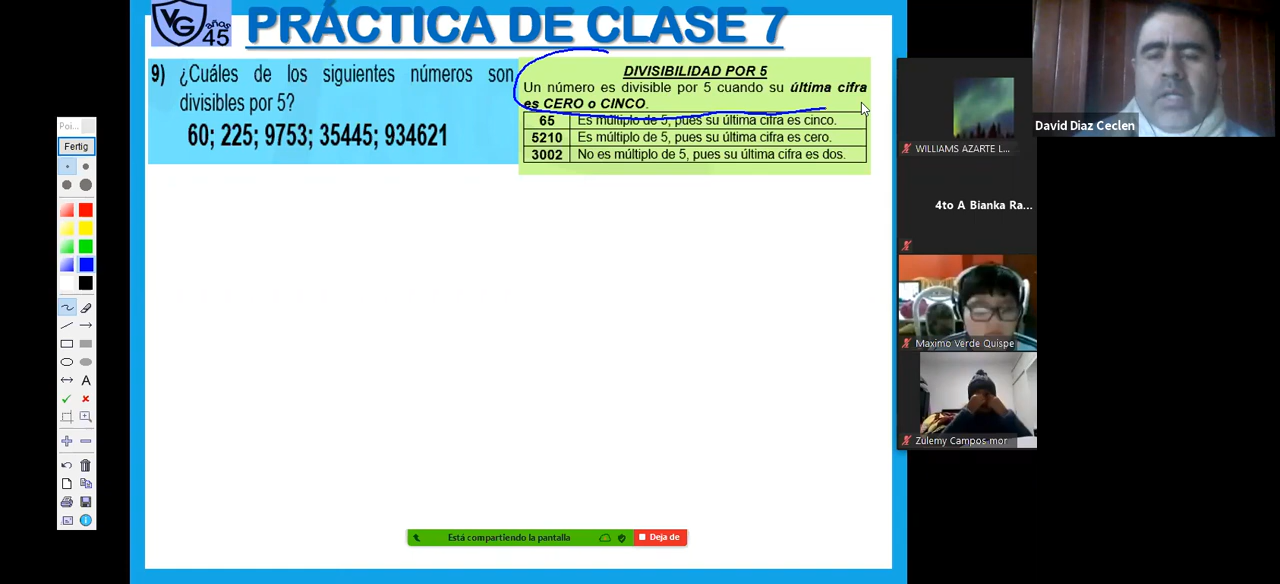 VG
años
45
PRÁCTICA DE CLASE 7
9) ¿Cuáles de los siguientes números son
divisibles por 5?
60; 225; 9753; 35445; 934621
DIVISIBILIDAD POR 5
Un número es divisible por 5 cuando su última cifra
es CERO o CINCO.
65 Es múltiplo de 5, pues su última cifra es cinco.
5210 Es múltiplo de 5, pues su última cifra es cero.
3002 No es múltiplo de 5, pues su última cifra es dos.
Poi...
Fertig
A
David Diaz Ceclen
WILLIAMS AZARTE L...
4to A Bianka Ra...
Maximo Verde Quispe
Zulemy Campos mor
Está compartiendo la pantalla
Deja de